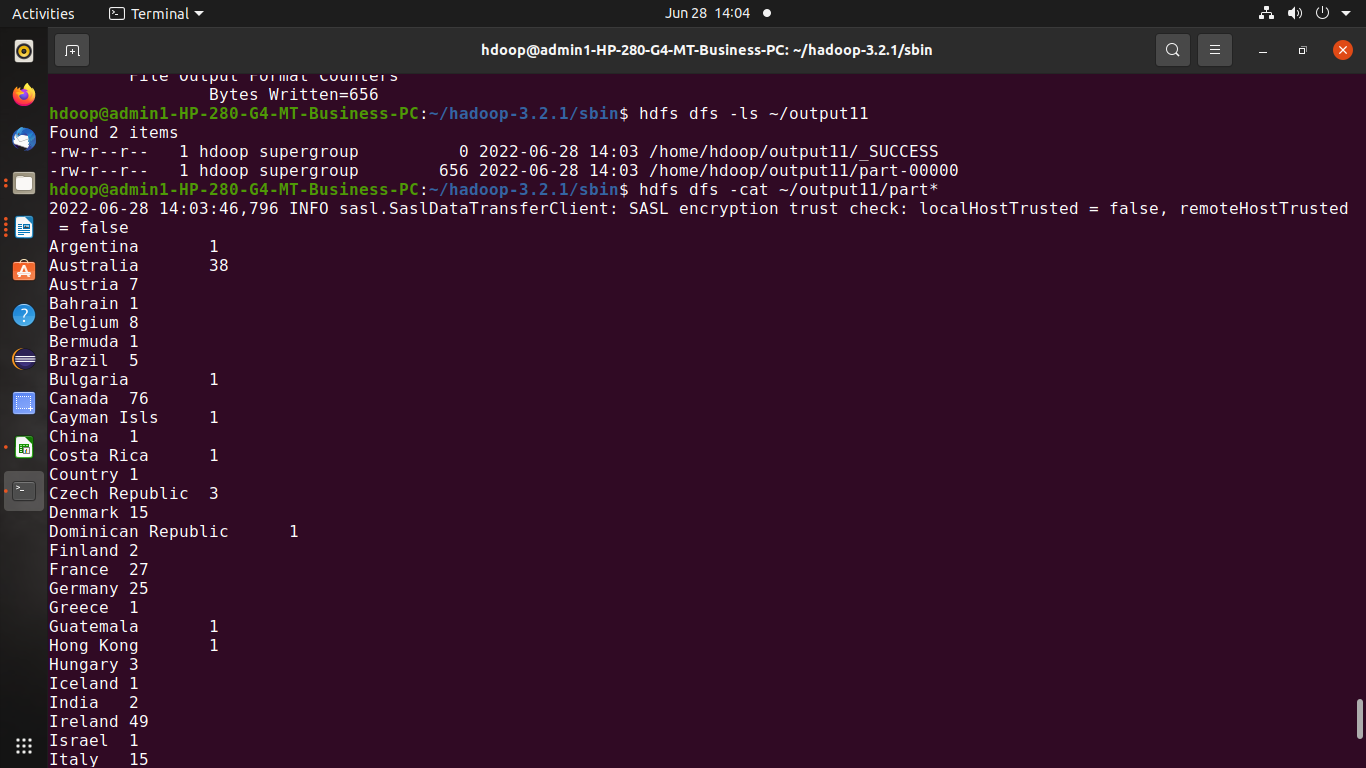 Activities
Terminal
Jun 28 14:04
hdoop@admin1-HP-280-G4-MT-Business-PC: ~/hadoop-3.2.1/sbin
File Output Format Counters
Bytes Written=656
hdoop@admin1-HP-280-G4-MT-Business-PC:~/hadoop-3.2.1/sbin$ hdfs dfs -ls ~/output11
Found 2 items
-rw-r--r--   1 hdoop supergroup          0 2022-06-28 14:03 /home/hdoop/output11/_SUCCESS
-rw-r--r--   1 hdoop supergroup        656 2022-06-28 14:03 /home/hdoop/output11/part-00000
hdoop@admin1-HP-280-G4-MT-Business-PC:~/hadoop-3.2.1/sbin$ hdfs dfs -cat ~/output11/part*
2022-06-28 14:03:46,796 INFO sasl.SaslDataTransferClient: SASL encryption trust check: localHostTrusted = false, remoteHostTrusted
= false
Argentina       1
Australia       38
Austria 7
Bahrain 1
Belgium 8
Bermuda 1
Brazil  5
Bulgaria        1
Canada  76
Cayman Isls     1
China   1
Costa Rica      1
Country 1
Czech Republic  3
Denmark 15
Dominican Republic      1
Finland 2
France  27
Germany 25
Greece  1
Guatemala       1
Hong Kong       1
Hungary 3
Iceland 1
India   2
Ireland 49
Israel  1
Italy   15